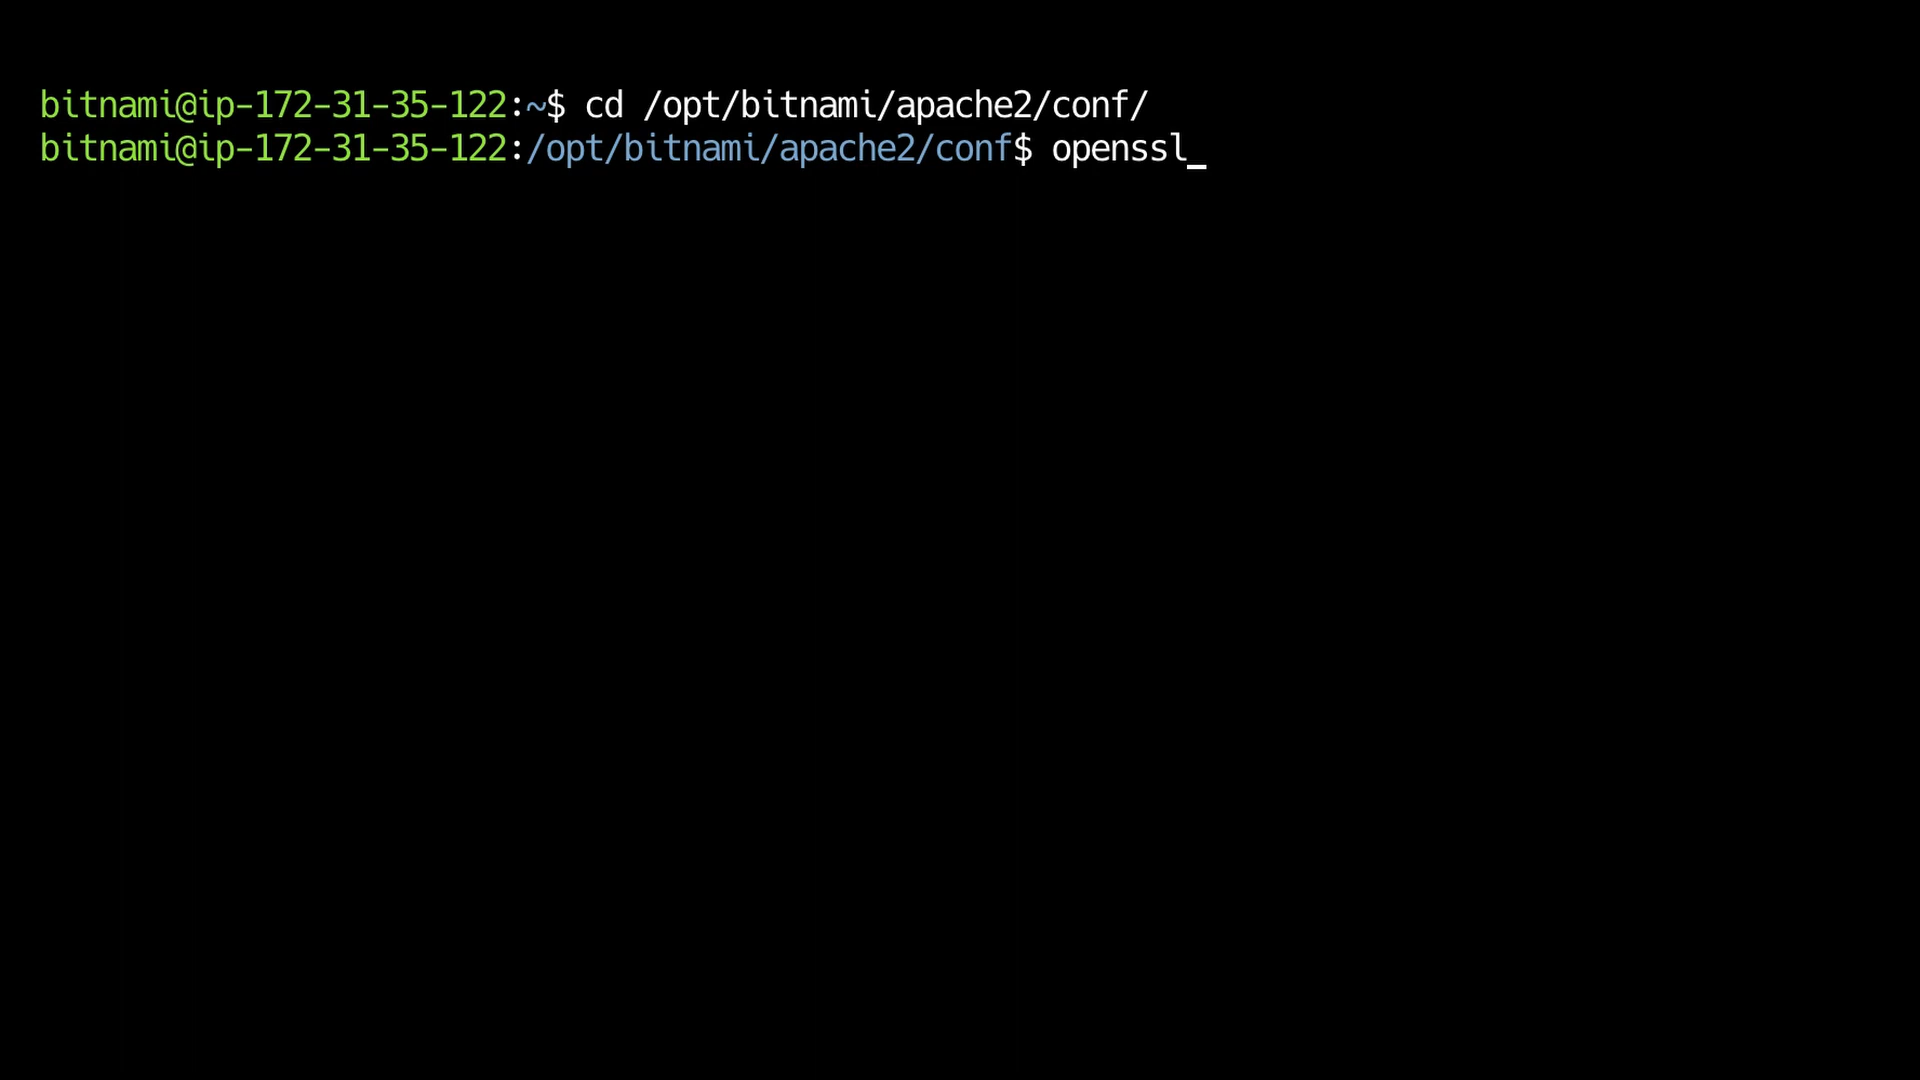 bitnami@ip-172-31-35-122:~$ cd /opt/bitnami/apache2/conf/
bitnami@ip-172-31-35-122:/opt/bitnami/apache2/conf$ openssl_